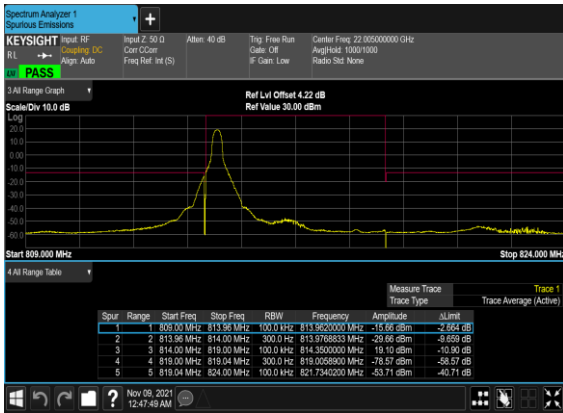 Spectrum Analyzer 1
Spurious Emissions
KEYSIGHT Input: RF Input Z: 50 Ω Atten: 40 dB Trig: Free Run Center Freq: 22.005000000 GHz
RL Coupling: DC Corr CCorr Gate: Off Avg|Hold: 1000/1000
Align: Auto Freq Ref: Int (S) IF Gain: Low Radio Std: None
PASS
3 All Range Graph
Ref Lvl Offset 4.22 dB
Scale/Div 10.0 dB Ref Value 30.00 dBm
Log
20.0
10.0
0.00
-10.0
-20.0
-30.0
-40.0
-50.0
-60.0
Start 809.000 MHz Stop 824.000 MHz
4 All Range Table
Measure Trace Trace 1
Trace Type Trace Average (Active)
Spur Range Start Freq Stop Freq RBW Frequency Amplitude ΔLimit
1 1 809.00 MHz 813.96 MHz 100.0 kHz 813.9620000 MHz -15.66 dBm -2.664 dB
2 2 813.96 MHz 814.00 MHz 300.0 Hz 813.9768833 MHz -29.66 dBm -9.659 dB
3 3 814.00 MHz 819.00 MHz 100.0 kHz 814.3500000 MHz 19.10 dBm -10.90 dB
4 4 819.00 MHz 819.04 MHz 300.0 Hz 819.0058900 MHz -78.57 dBm -58.57 dB
5 5 819.04 MHz 824.00 MHz 100.0 kHz 821.7340200 MHz -53.71 dBm -40.71 dB
Nov 09, 2021
12:47:49 AM